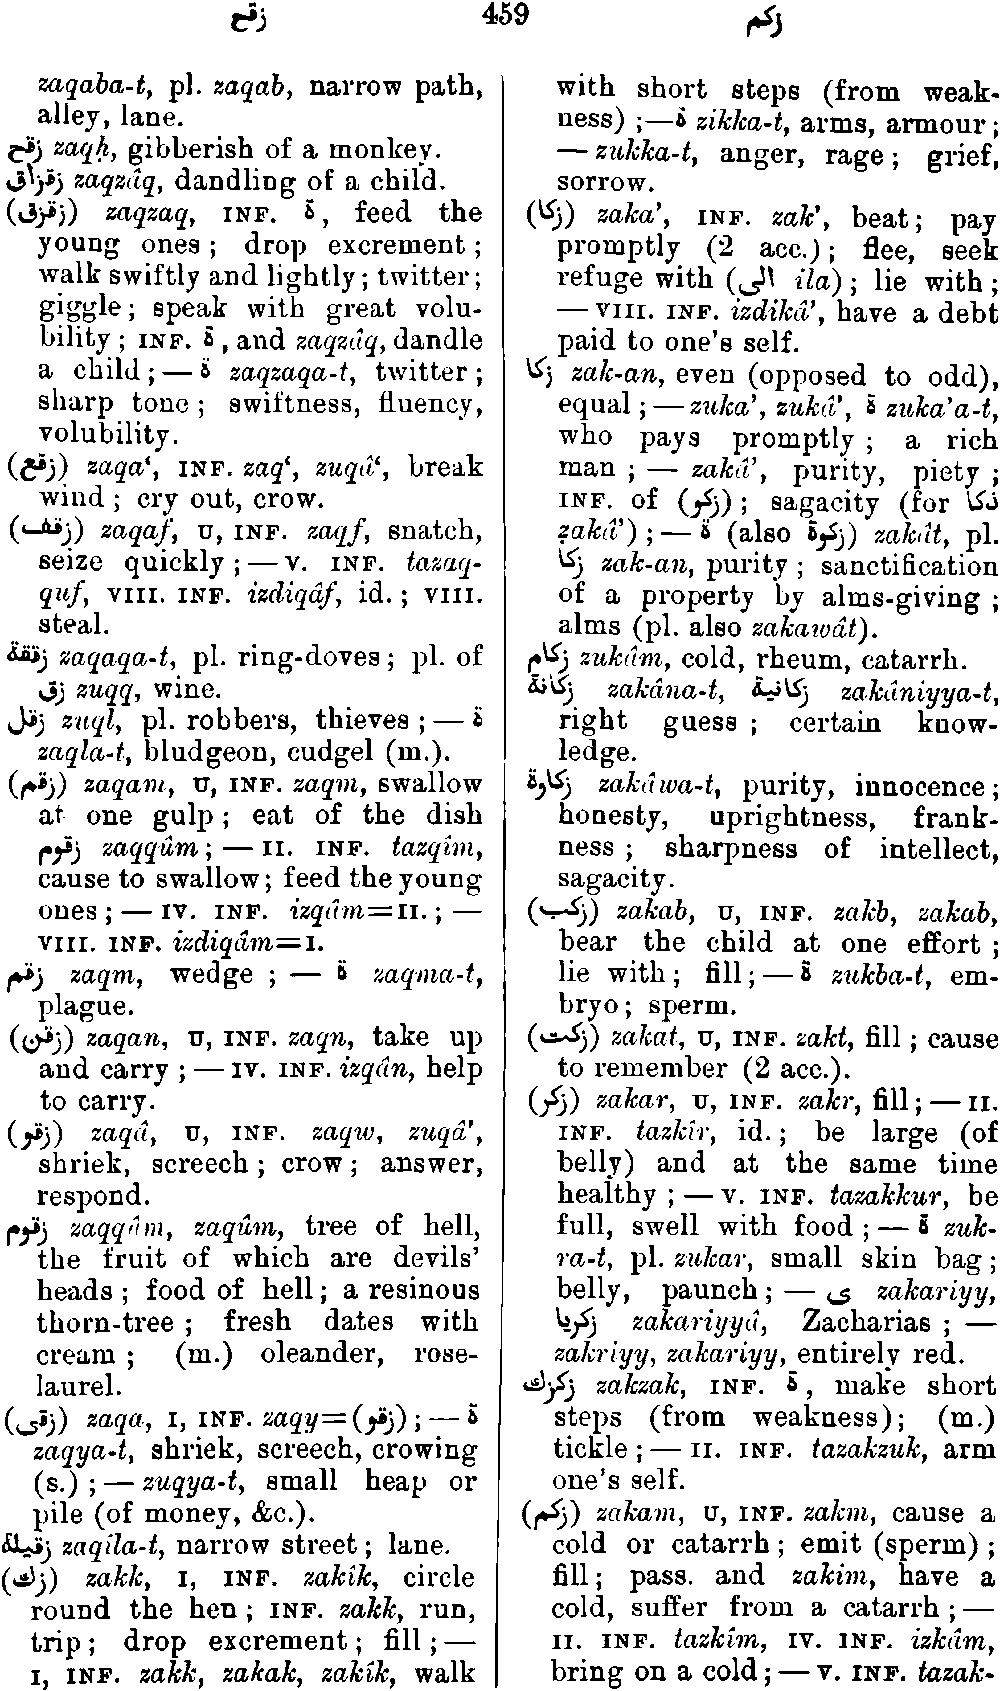 زقح
459
زكم
zaqaba-t, pl. zaqab, narrow path,
alley, lane.
زقح zaqḥ, gibberish of a monkey.
زقزاق zaqzâq, dandling of a child.
(زقزق) zaqzaq, INF. ة, feed the
young ones ; drop excrement ;
walk swiftly and lightly ; twitter ;
giggle ; speak with great volu-
bility ; INF. ة, and zaqzâq, dandle
a child ; — ة zaqzaqa-t, twitter ;
sharp tone ; swiftness, fluency,
volubility.
(زقع) zaqa‘, INF. zaq‘, zuqâ‘, break
wind ; cry out, crow.
(زقف) zaqaf, U, INF. zaqf, snatch,
seize quickly ; — V. INF. tazaq-
quf, VIII. INF. izdiqâf, id. ; VIII.
steal.
زققة zaqaqa-t, pl. ring-doves ; pl. of
زق zuqq, wine.
زقل zuql, pl. robbers, thieves ; — ة
zaqla-t, bludgeon, cudgel (m.).
(زقم) zaqam, U, INF. zaqm, swallow
at one gulp ; eat of the dish
زقوم zaqqûm ; — II. INF. tazqîm,
cause to swallow ; feed the young
ones ; — IV. INF. izqâm=II. ; —
VIII. INF. izdiqâm=I.
زقم zaqm, wedge ; — ة zaqma-t,
plague.
(زقن) zaqan, U, INF. zaqn, take up
and carry ; — IV. INF. izqân, help
to carry.
(زقو) zaqâ, U, INF. zaqw, zuqâ’,
shriek, screech ; crow ; answer,
respond.
زقوم zaqqûm, zaqûm, tree of hell,
the fruit of which are devils’
heads ; food of hell ; a resinous
thorn-tree ; fresh dates with
cream ; (m.) oleander, rose-
laurel.
(زقى) zaqa, I, INF. zaqy=(زقو) ; — ة
zaqya-t, shriek, screech, crowing
(s.) ; — zuqya-t, small heap or
pile (of money, &c.).
زقيلة zaqîla-t, narrow street ; lane.
(زك) zakk, I, INF. zakîk, circle
round the hen ; INF. zakk, run,
trip ; drop excrement ; fill ; —
I, INF. zakk, zakak, zakîk, walk
with short steps (from weak-
ness) ; — ة zikka-t, arms, armour ;
— zukka-t, anger, rage ; grief,
sorrow.
(زكا) zaka’, INF. zak’, beat ; pay
promptly (2 acc.) ; flee, seek
refuge with (الى ila) ; lie with ;
— VIII. INF. izdikâ’, have a debt
paid to one’s self.
زكا zak-an, even (opposed to odd),
equal ; — zuka’, zukâ’, ة zuka’a-t,
who pays promptly ; a rich
man ; — zakâ’, purity, piety ;
INF. of (زكو) ; sagacity (for ذكا
ẕakâ’) ; — ة (also زكوة) zakât, pl.
زكا zak-an, purity ; sanctification
of a property by alms-giving ;
alms (pl. also zakawât).
زكام zukâm, cold, rheum, catarrh.
زكانة zakâna-t, زكانية zakâniyya-t,
right guess ; certain know-
ledge.
زكاوة zakâwa-t, purity, innocence ;
honesty, uprightness, frank-
ness ; sharpness of intellect,
sagacity.
(زكب) zakab, U, INF. zakb, zakab,
bear the child at one effort ;
lie with ; fill ; — ة zukba-t, em-
bryo ; sperm.
(زكت) zakat, U, INF. zakt, fill ; cause
to remember (2 acc.).
(زكر) zakar, U, INF. zakr, fill ; — II.
INF. tazkîr, id. ; be large (of
belly) and at the same time
healthy ; — V. INF. tazakkur, be
full, swell with food ; — ة zuk-
ra-t, pl. zukar, small skin bag ;
belly, paunch ; — ى zakariyy,
زكريا zakariyyâ, Zacharias ; —
zakriyy, zakariyy, entirely red.
زكزك zakzak, INF. ة, make short
steps (from weakness) ; (m.)
tickle ; — II. INF. tazakzuk, arm
one’s self.
(زكم) zakam, U, INF. zakm, cause a
cold or catarrh ; emit (sperm) ;
fill ; pass. and zakim, have a
cold, suffer from a catarrh ; —
II. INF. tazkîm, IV. INF. izkâm,
bring on a cold ; — V. INF. tazak-